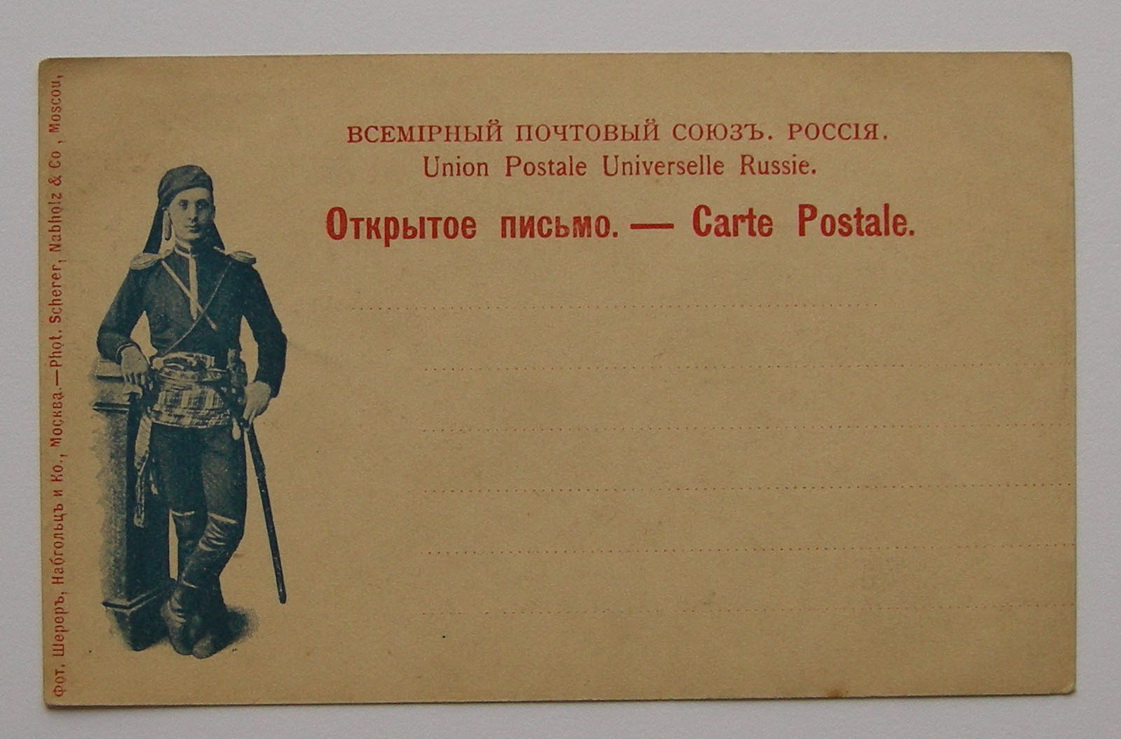 ВСЕМІРНЫЙ ПОЧТОВЫЙ СОЮЗЪ. РОССІЯ.
Union Postale Universelle Russie.
Открытое письмо. — Carte Postale.
Фот. Шереръ, Набгольцъ и Ко., Москва.—Phot. Scherer, Nabholz & Co, Moscou,